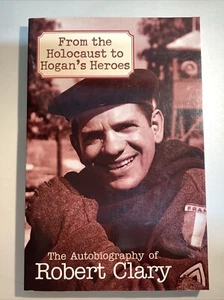 From the
Holocaust to
Hogan's Heroes
The Autobiography of
Robert Clary